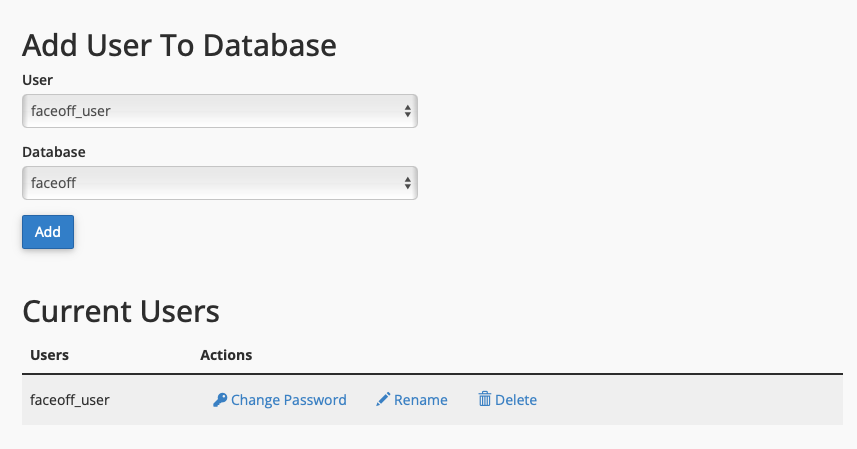 Add User To Database
User
faceoff_user
Database
faceoff
Add
Current Users
Users Actions
faceoff_user Change Password Rename Delete